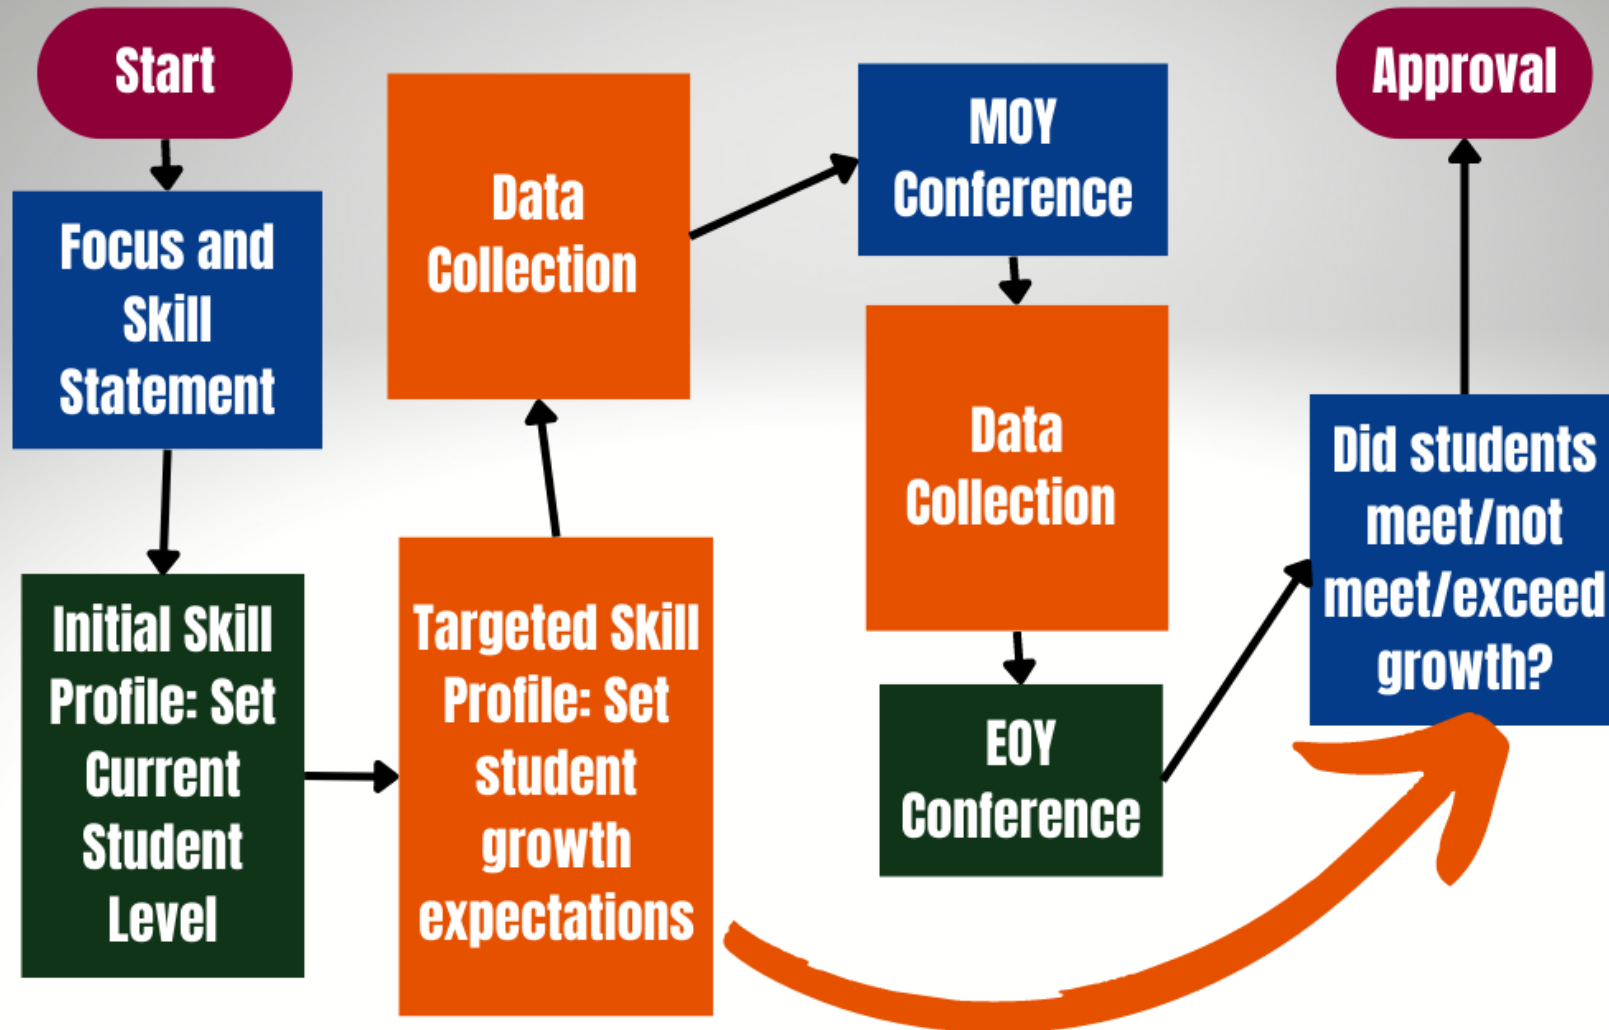 Start
Focus and
Skill
Statement
Initial Skill
Profile: Set
Current
Student
Level
Targeted Skill
Profile: Set
student
growth
expectations
Data
Collection
MOY
Conference
Data
Collection
EOY
Conference
Did students
meet/not
meet/exceed
growth?
Approval